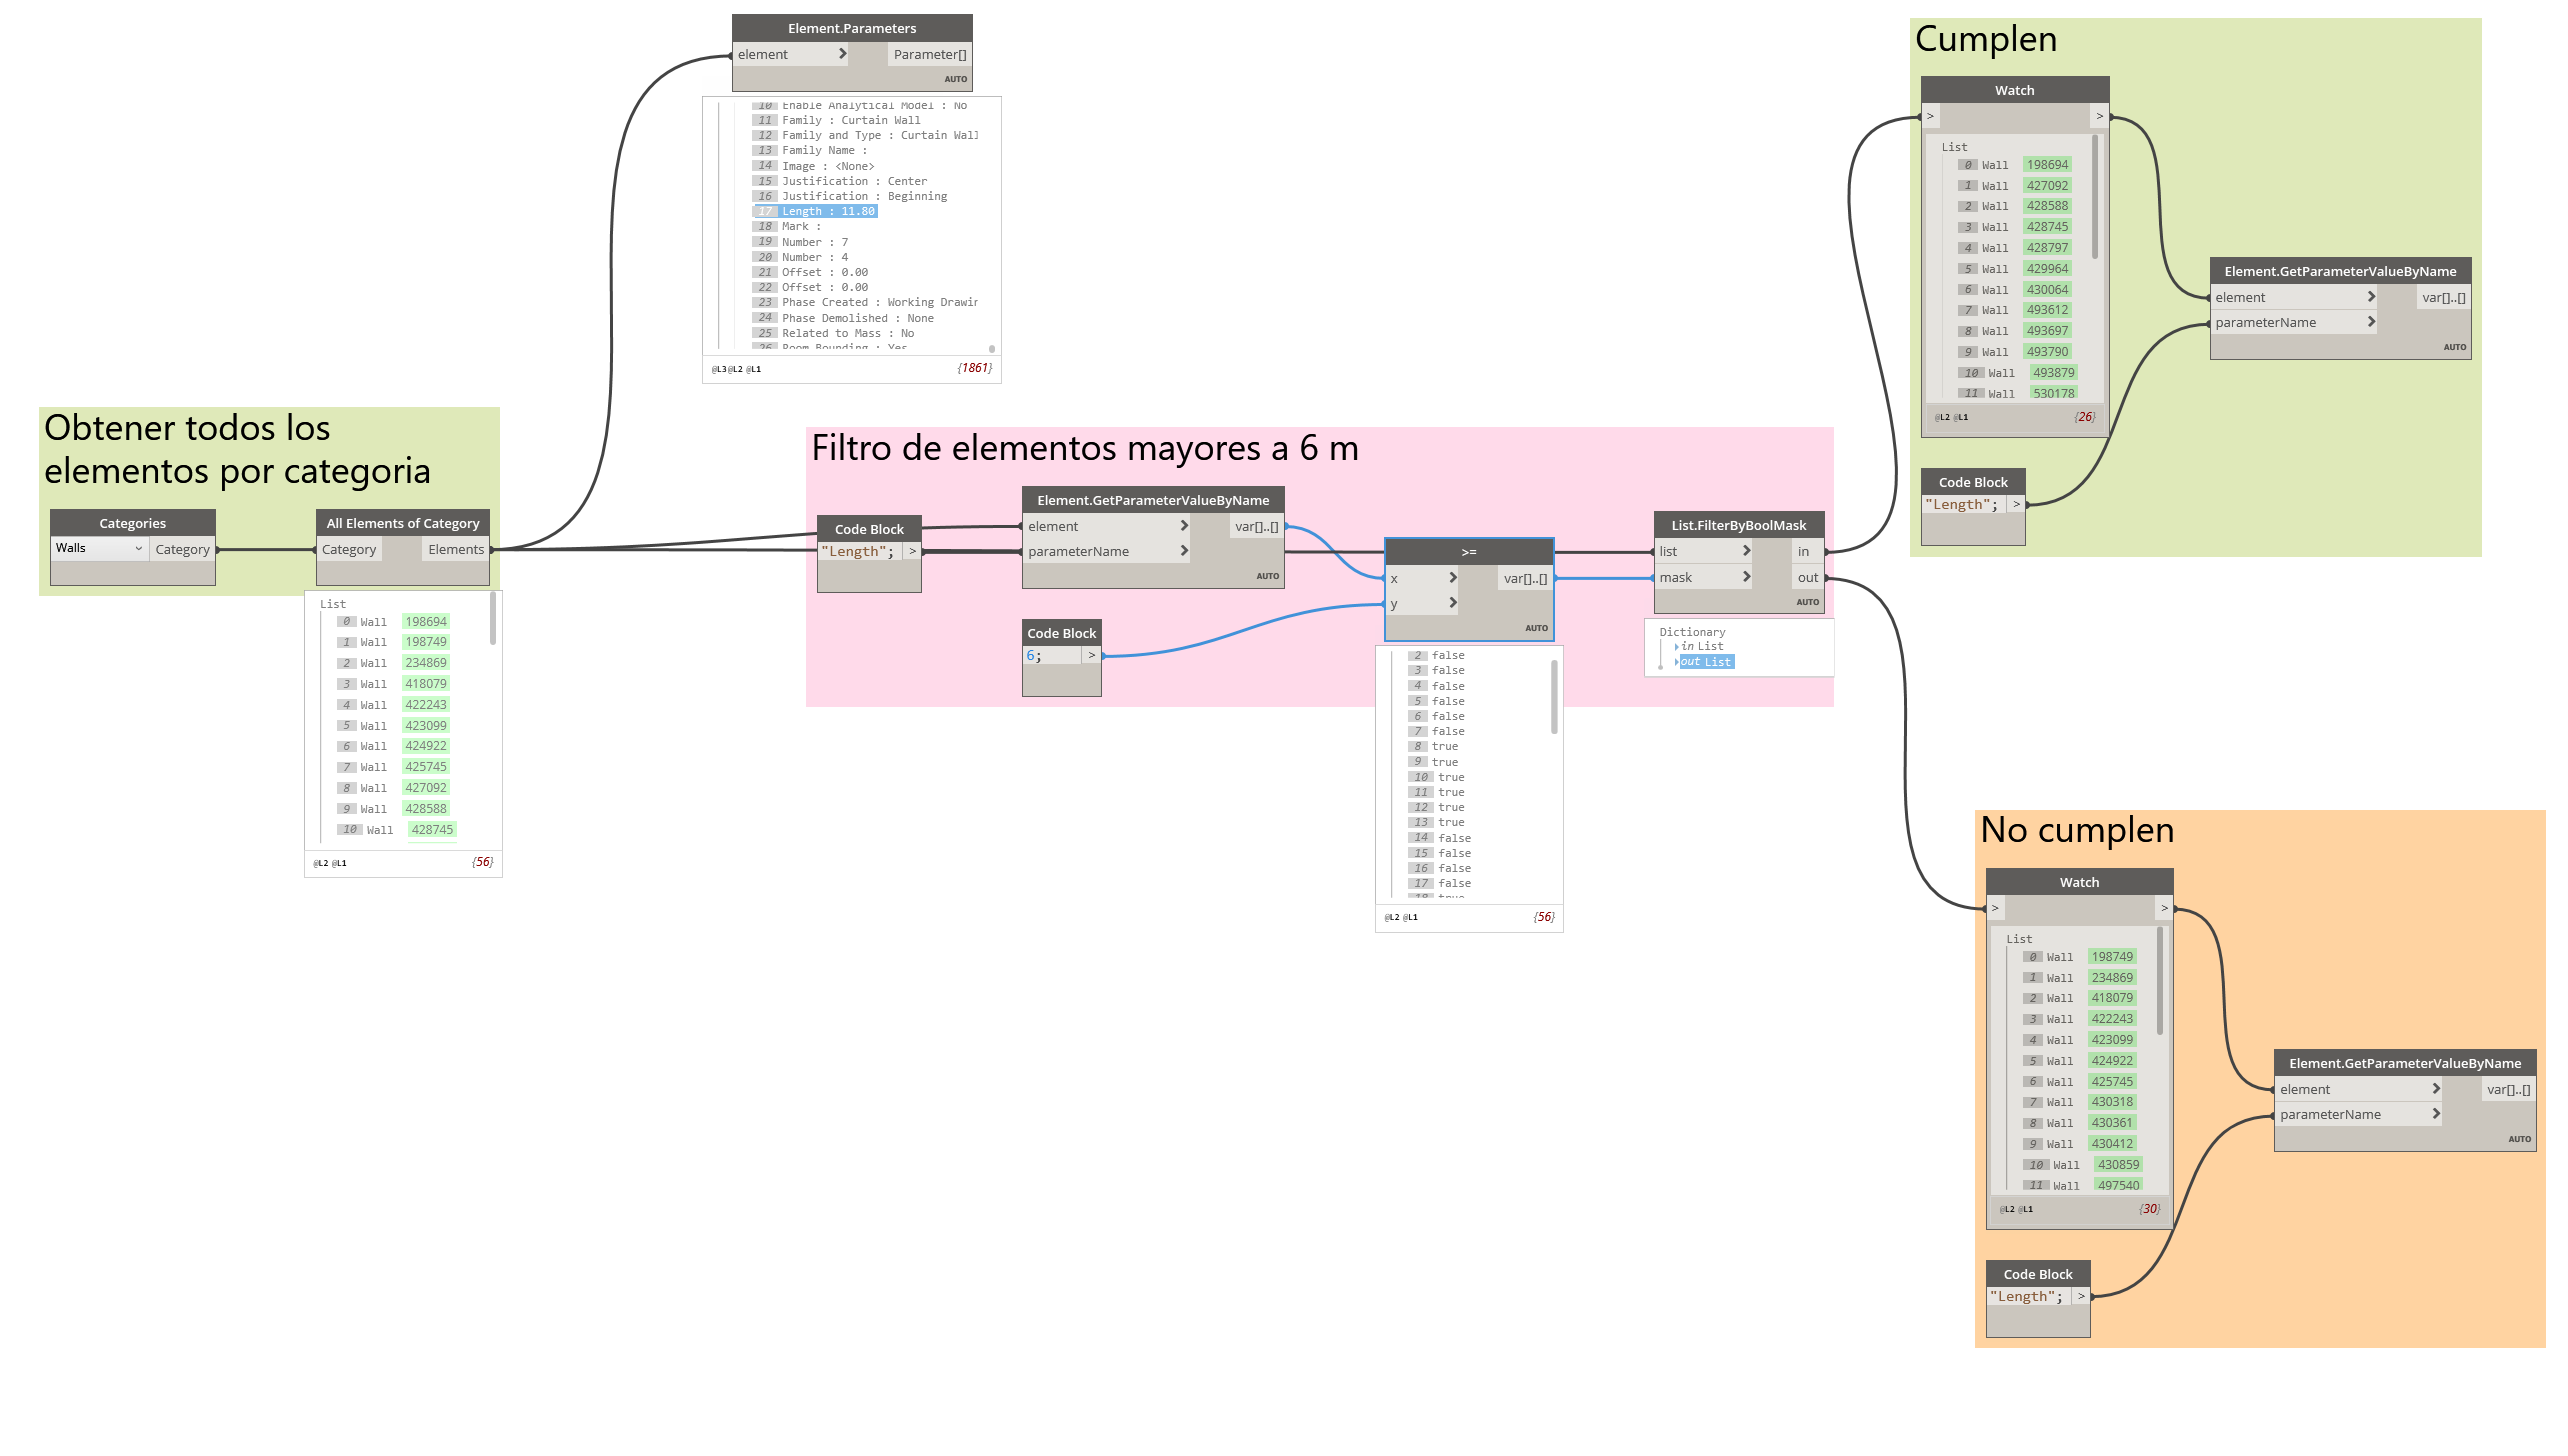 Element.Parameters
element > Parameter[]
AUTO
10 Enable Analytical Model : No
11 Family : Curtain Wall
12 Family and Type : Curtain Wall
13 Family Name :
14 Image : <None>
15 Justification : Center
16 Justification : Beginning
17 Length : 11.80
18 Mark :
19 Number : 7
20 Number : 4
21 Offset : 0.00
22 Offset : 0.00
23 Phase Created : Working Drawin
24 Phase Demolished : None
25 Related to Mass : No
26 Room Bounding : Yes
@L3 @L2 @L1 {1861}
Obtener todos los
elementos por categoria
Categories
Walls Category
All Elements of Category
Category Elements
List
0 Wall 198694
1 Wall 198749
2 Wall 234869
3 Wall 418079
4 Wall 422243
5 Wall 423099
6 Wall 424922
7 Wall 425745
8 Wall 427092
9 Wall 428588
10 Wall 428745
@L2 @L1 {56}
Filtro de elementos mayores a 6 m
Code Block
"Length"; >
Element.GetParameterValueByName
element > var[]..[]
parameterName >
AUTO
Code Block
6; >
>=
x > var[]..[]
y >
AUTO
2 false
3 false
4 false
5 false
6 false
7 false
8 true
9 true
10 true
11 true
12 true
13 true
14 false
15 false
16 false
17 false
18 true
@L2 @L1 {56}
List.FilterByBoolMask
list > in
mask > out
AUTO
Dictionary
in List
out List
Cumplen
Watch
> >
List
0 Wall 198694
1 Wall 427092
2 Wall 428588
3 Wall 428745
4 Wall 428797
5 Wall 429964
6 Wall 430064
7 Wall 493612
8 Wall 493697
9 Wall 493790
10 Wall 493879
11 Wall 530178
@L2 @L1 {26}
Element.GetParameterValueByName
element > var[]..[]
parameterName >
AUTO
Code Block
"Length"; >
No cumplen
Watch
> >
List
0 Wall 198749
1 Wall 234869
2 Wall 418079
3 Wall 422243
4 Wall 423099
5 Wall 424922
6 Wall 425745
7 Wall 430318
8 Wall 430361
9 Wall 430412
10 Wall 430859
11 Wall 497540
@L2 @L1 {30}
Element.GetParameterValueByName
element > var[]..[]
parameterName >
AUTO
Code Block
"Length"; >